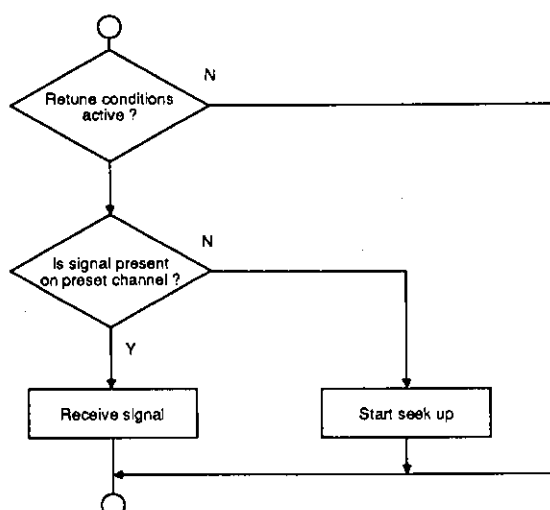 N
Retune conditions
active ?
N
Is signal present
on preset channel ?
Y
Receive signal
Start seek up